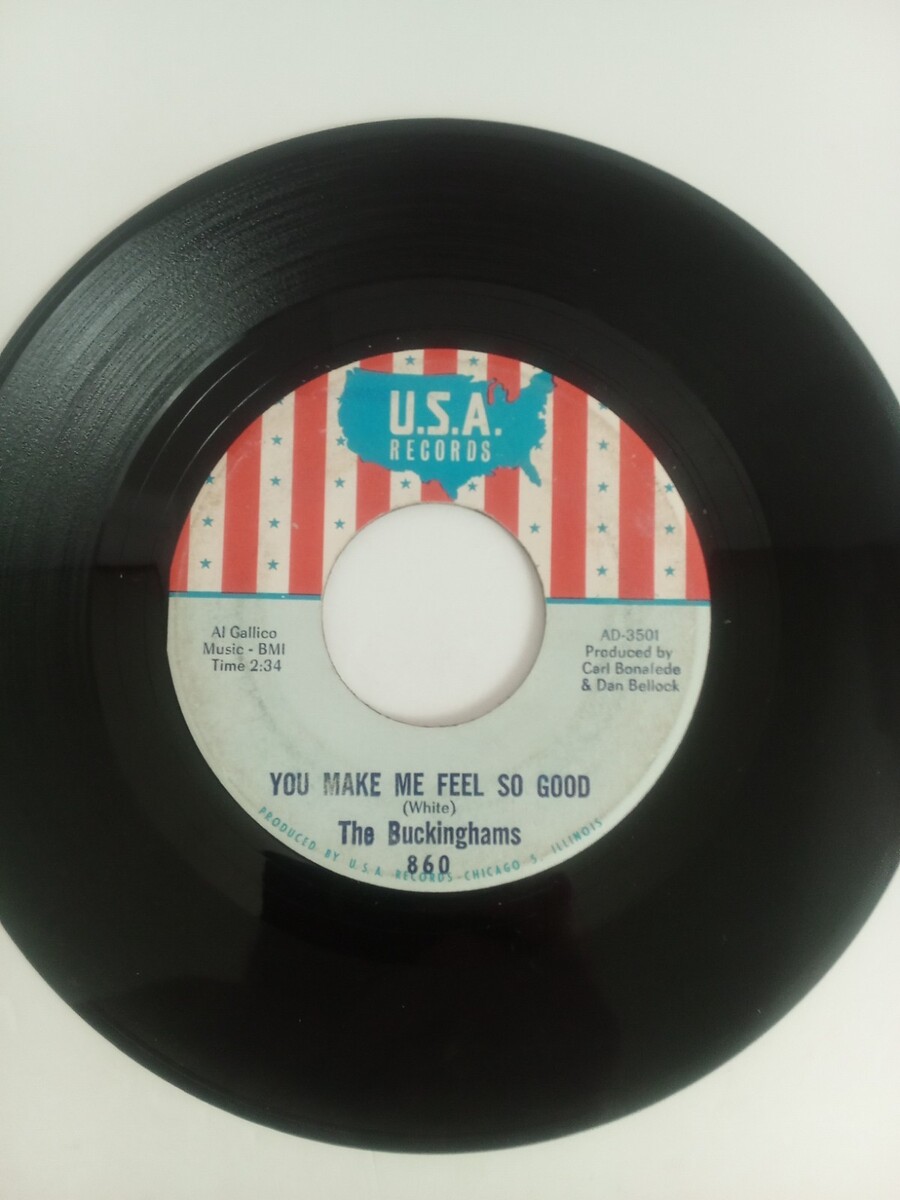 U.S.A.
RECORDS
Al Gallico
Music - BMI
Time 2:34
AD-3501
Produced by
Carl Bonafede
& Dan Bellock
YOU MAKE ME FEEL SO GOOD
(White)
The Buckinghams
860
PRODUCED BY U.S.A. RECORDS - CHICAGO 5, ILLINOIS